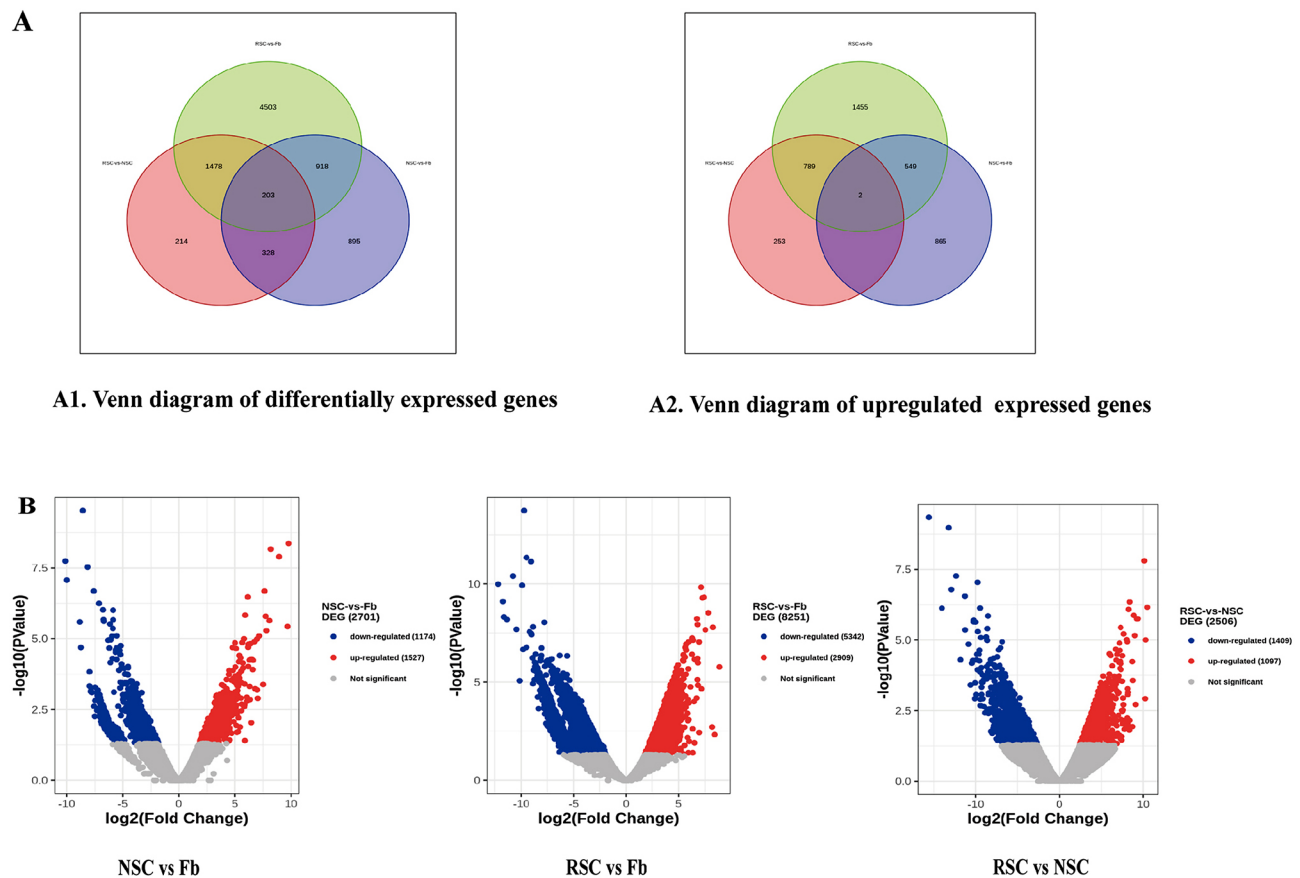 A
RSC-vs-Fb
4503
RSC-vs-NSC
1478
918
NSC-vs-Fb
203
214
328
895
RSC-vs-Fb
1455
RSC-vs-NSC
789
549
NSC-vs-Fb
2
253
865
A1. Venn diagram of differentially expressed genes
A2. Venn diagram of upregulated expressed genes
B
-log10(PValue)
7.5
5.0
2.5
0.0
-10
-5
0
5
10
log2(Fold Change)
NSC-vs-Fb
DEG (2701)
down-regulated (1174)
up-regulated (1527)
Not significant
NSC vs Fb
-log10(PValue)
10
5
0
-10
-5
0
5
log2(Fold Change)
RSC-vs-Fb
DEG (8251)
down-regulated (5342)
up-regulated (2909)
Not significant
RSC vs Fb
-log10(PValue)
7.5
5.0
2.5
0.0
-10
0
10
log2(Fold Change)
RSC-vs-NSC
DEG (2506)
down-regulated (1409)
up-regulated (1097)
Not significant
RSC vs NSC